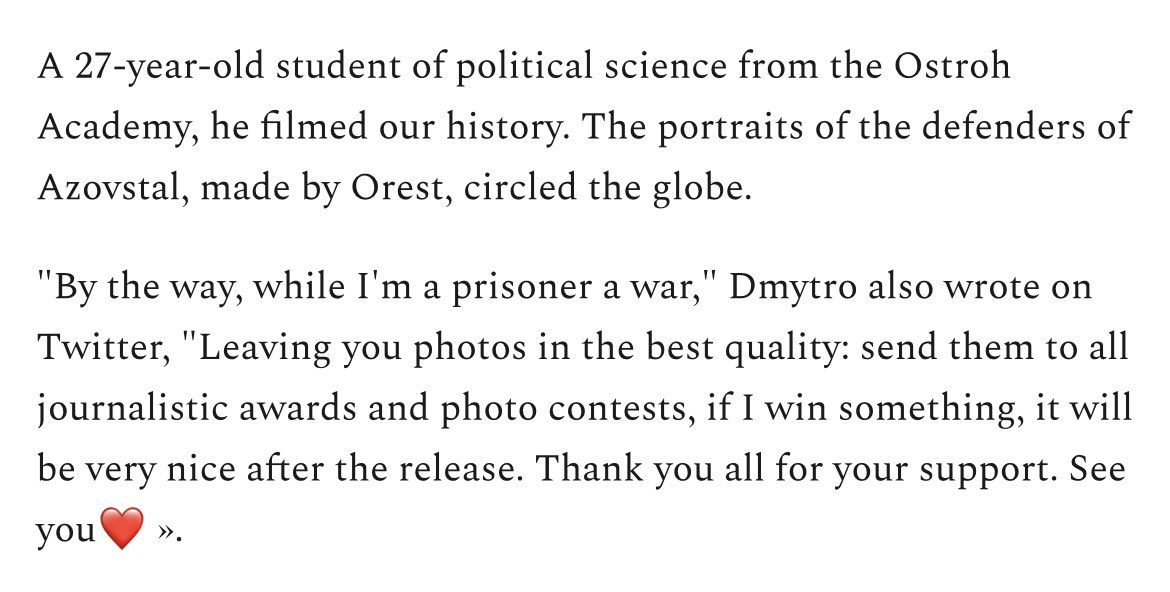 A 27-year-old student of political science from the Ostroh
Academy, he filmed our history. The portraits of the defenders of
Azovstal, made by Orest, circled the globe.
"By the way, while I'm a prisoner a war," Dmytro also wrote on
Twitter, "Leaving you photos in the best quality: send them to all
journalistic awards and photo contests, if I win something, it will
be very nice after the release. Thank you all for your support. See
you❤️ ».